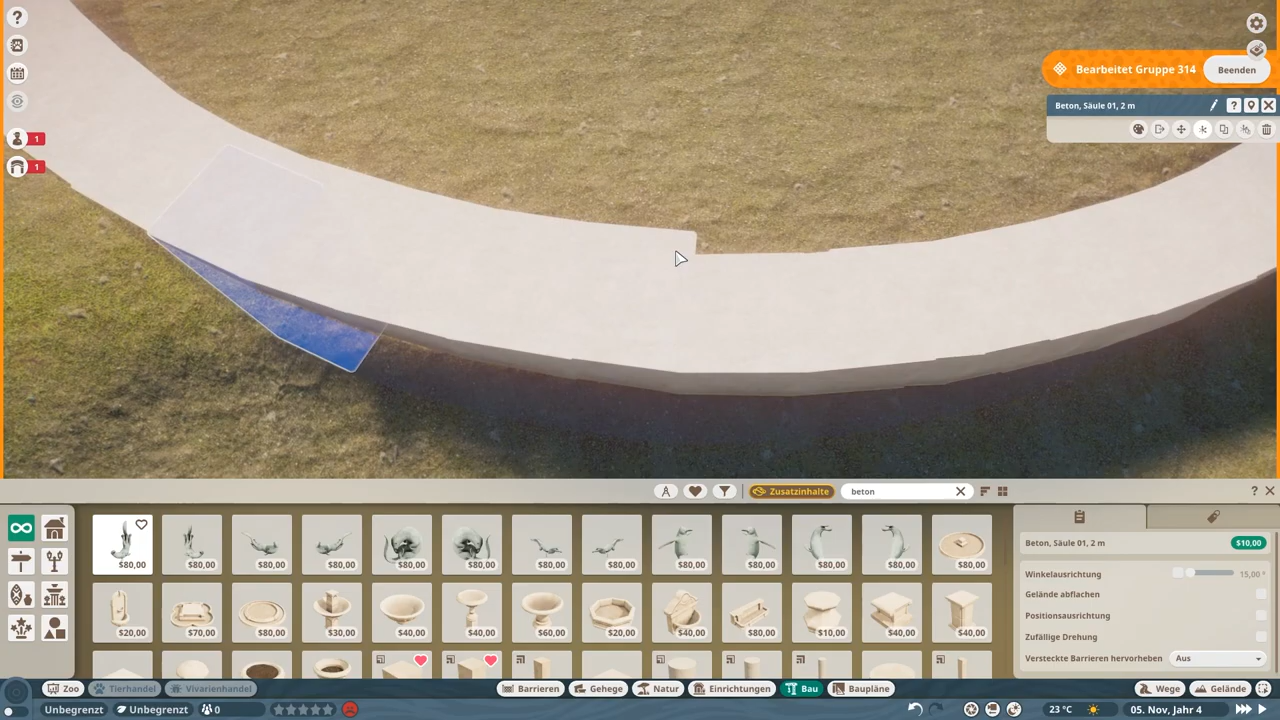 ?
Bearbeitet Gruppe 314
Beenden
Beton, Säule 01, 2 m
?
1
1
Zusatzinhalte
beton
?
$80,00 $80,00 $80,00 $80,00 $80,00 $80,00 $80,00 $80,00 $80,00 $80,00 $80,00 $80,00 $80,00
$20,00 $70,00 $80,00 $30,00 $40,00 $40,00 $60,00 $20,00 $40,00 $80,00 $10,00 $40,00 $40,00
Beton, Säule 01, 2 m $10,00
Winkelausrichtung 15,00 °
Gelände abflachen
Positionsausrichtung
Zufällige Drehung
Versteckte Barrieren hervorheben Aus
Zoo Tierhandel Vivarienhandel Barrieren Gehege Natur Einrichtungen Bau Baupläne Wege Gelände
Unbegrenzt Unbegrenzt 0 23 °C 05. Nov, Jahr 4